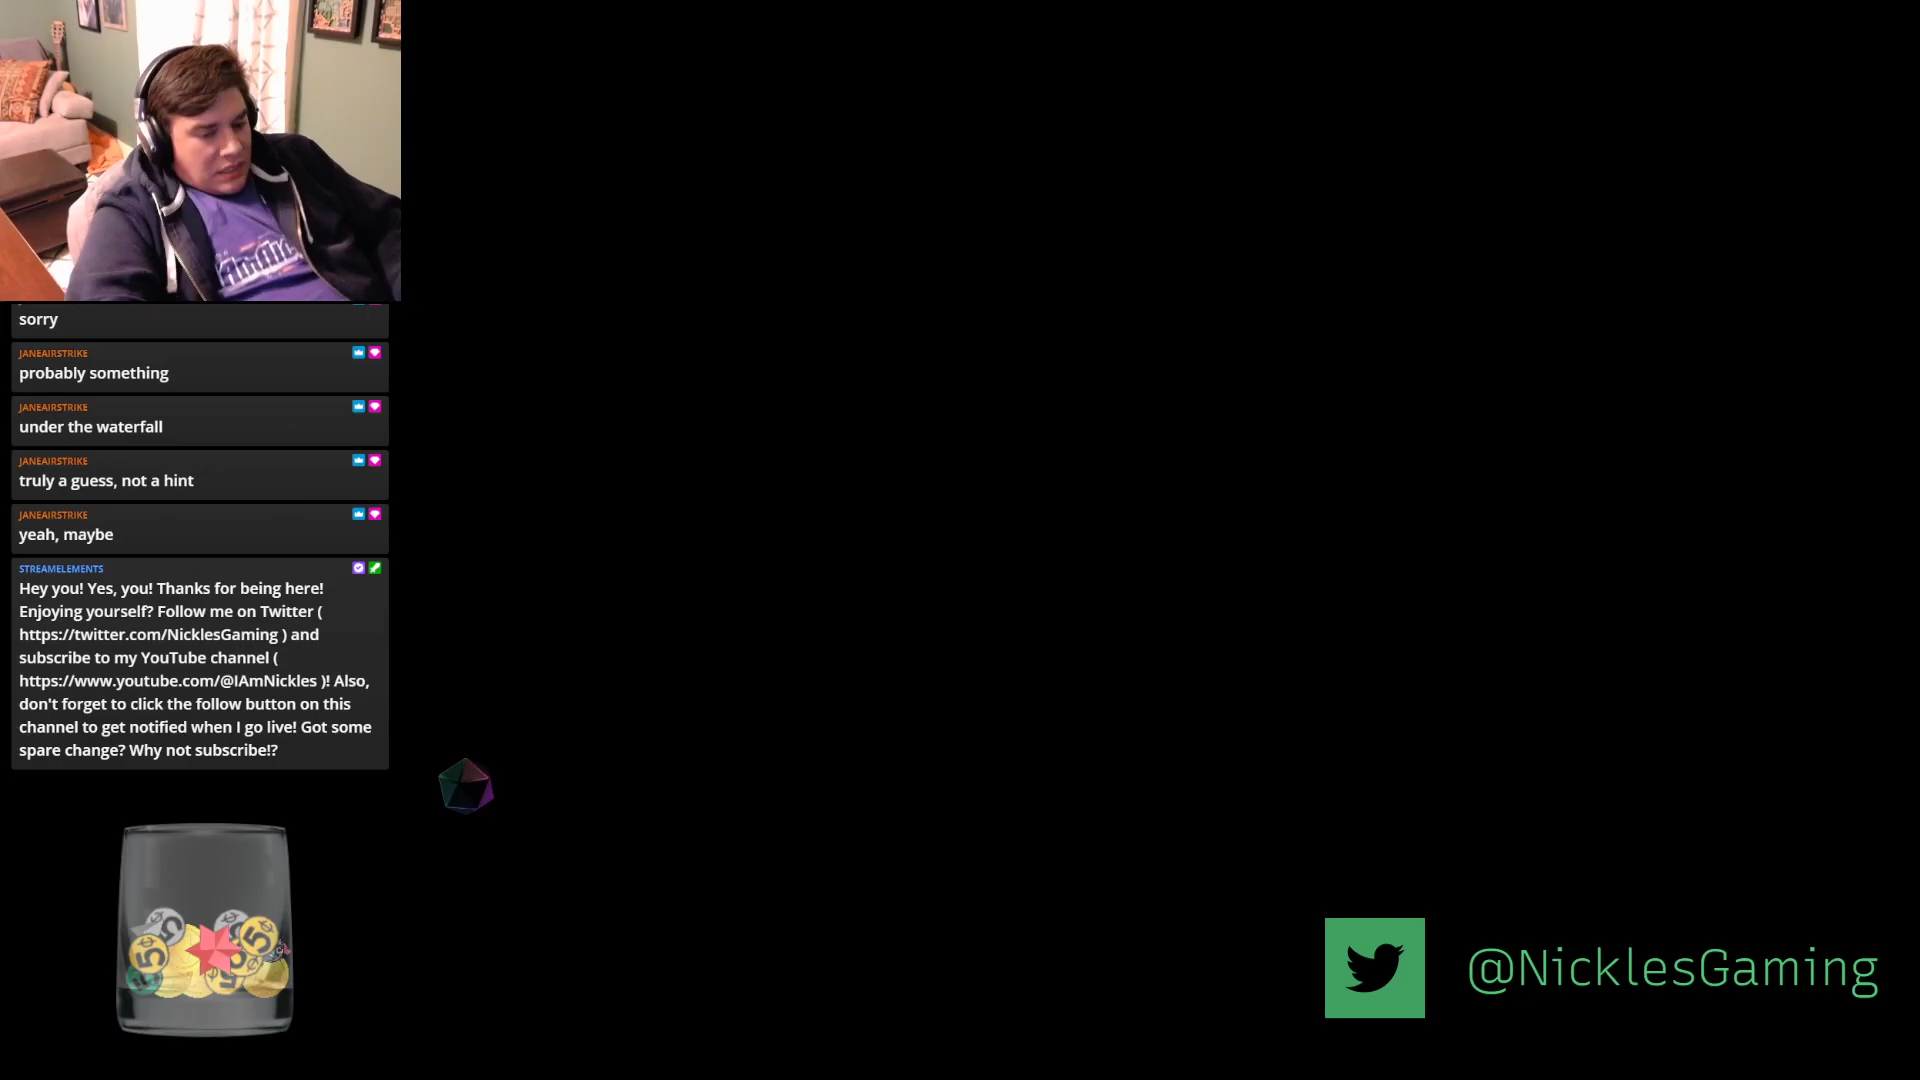 sorry
JANEAIRSTRIKE
probably something
JANEAIRSTRIKE
under the waterfall
JANEAIRSTRIKE
truly a guess, not a hint
JANEAIRSTRIKE
yeah, maybe
STREAMELEMENTS
Hey you! Yes, you! Thanks for being here!
Enjoying yourself? Follow me on Twitter (
https://twitter.com/NicklesGaming ) and
subscribe to my YouTube channel (
https://www.youtube.com/@IAmNickles )! Also,
don't forget to click the follow button on this
channel to get notified when I go live! Got some
spare change? Why not subscribe!?
5¢
5¢
@NicklesGaming